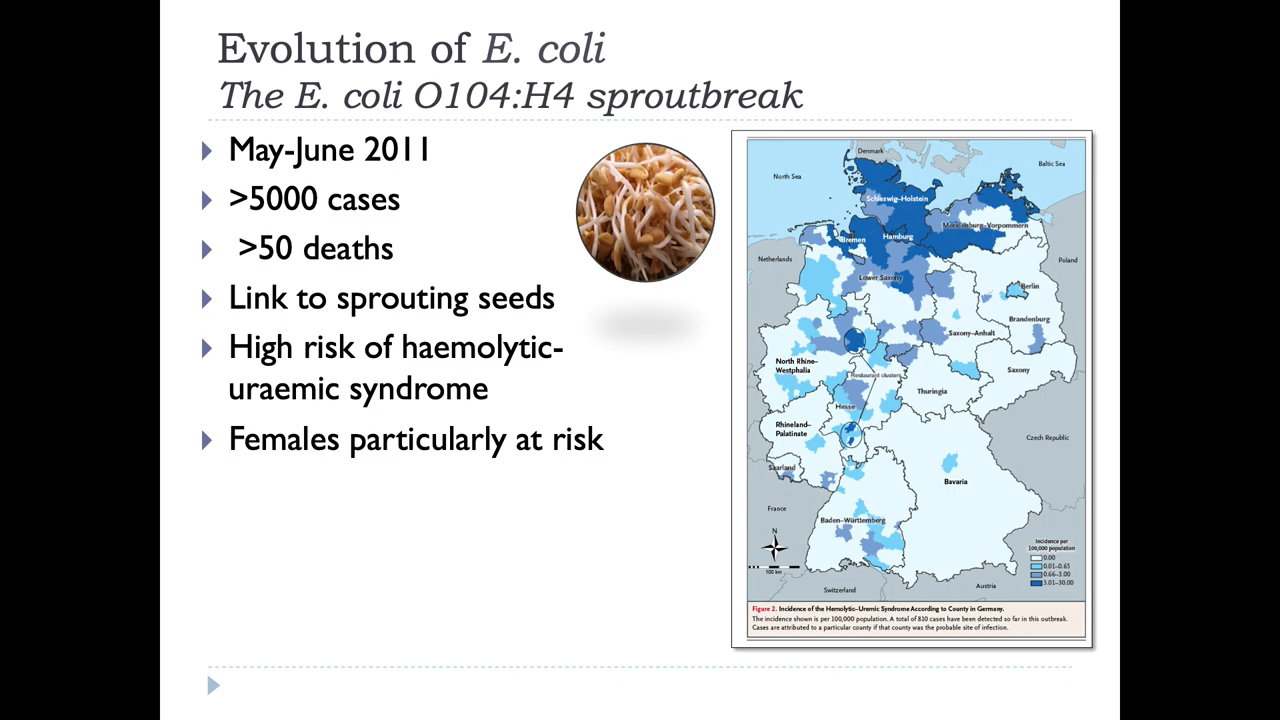 Evolution of E. coli
The E. coli O104:H4 sproutbreak
May-June 2011
>5000 cases
>50 deaths
Link to sprouting seeds
High risk of haemolytic-
uraemic syndrome
Females particularly at risk
Denmark
North Sea
Baltic Sea
Schleswig–Holstein
Mecklenburg–Vorpommern
Hamburg
Bremen
Netherlands
Poland
Lower Saxony
Berlin
Brandenburg
Saxony–Anhalt
North Rhine–
Westphalia
Restaurant clusters
Saxony
Thuringia
Hesse
Rhineland–
Palatinate
Czech Republic
Saarland
Bavaria
France
Baden–Württemberg
N
100 km
Switzerland
Austria
Incidence per
100,000 population
0.00
0.01–0.65
0.66–3.00
3.01–30.00
Figure 2. Incidence of the Hemolytic–Uremic Syndrome According to County in Germany.
The incidence shown is per 100,000 population. A total of 810 cases have been detected so far in this outbreak.
Cases are attributed to a particular county if that county was the probable site of infection.